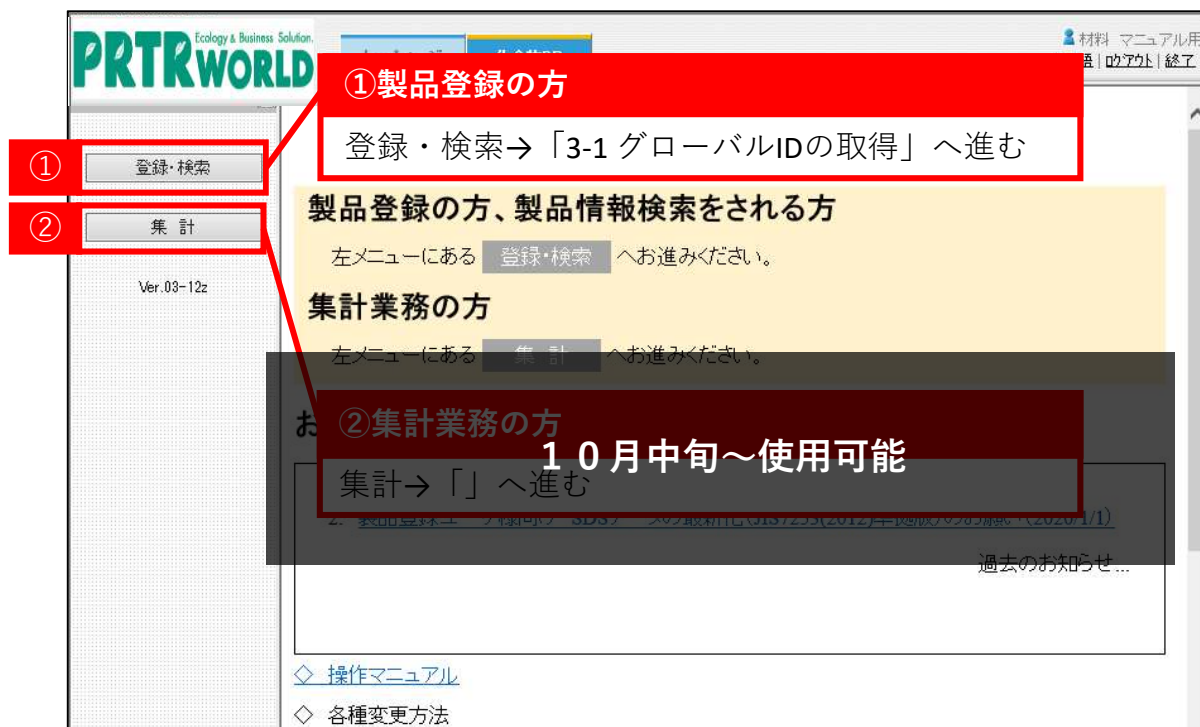 PRTRWORLD
Ecology & Business Solution.
材料 マニュアル用
語|ログアウト|終了
①製品登録の方
登録・検索→「3-1 グローバルIDの取得」へ進む
①
登録・検索
②
集 計
Ver.03-12z
製品登録の方、製品情報検索をされる方
左メニューにある 登録・検索 へお進みください。
集計業務の方
左メニューにある 集 計 へお進みください。
お
②集計業務の方
10月中旬～使用可能
集計→「」へ進む
2.
(2020/1/1)
過去のお知らせ...
◇ 操作マニュアル
◇ 各種変更方法